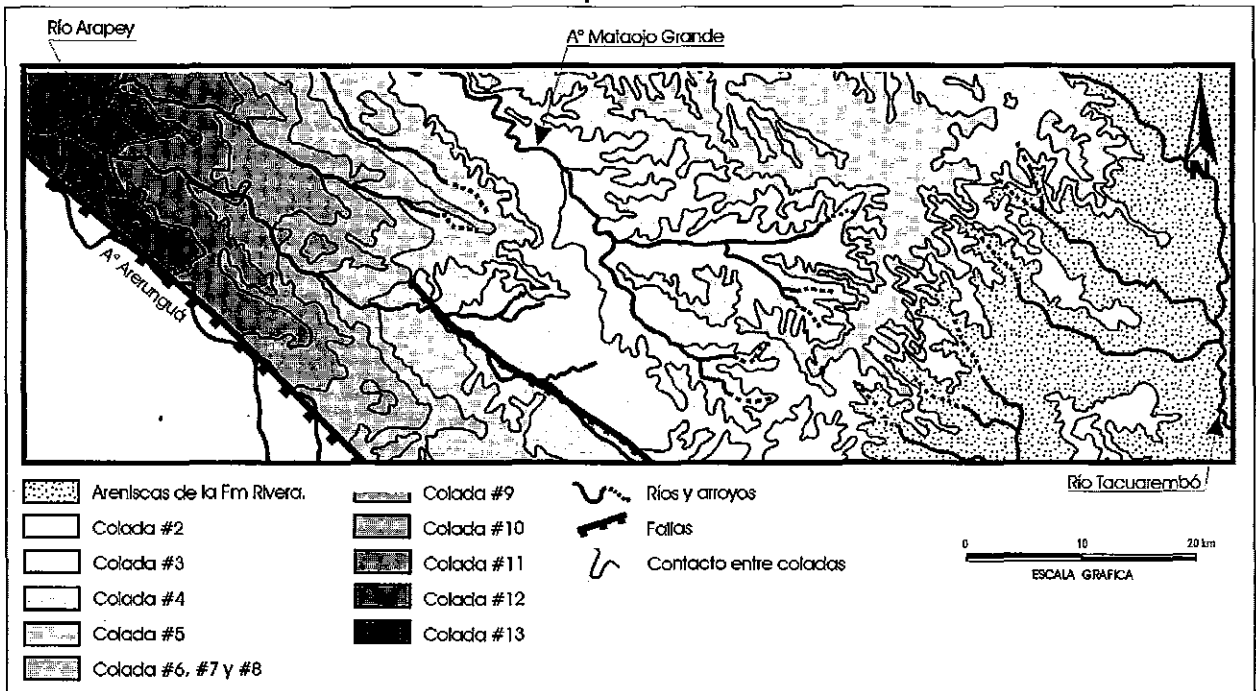 Río Arapey
Aº Mataojo Grande
N
Aº Arerunguá
Río Tacuarembó
Areniscas de la Fm Rivera.
Colada #2
Colada #3
Colada #4
Colada #5
Colada #6, #7 y #8
Colada #9
Colada #10
Colada #11
Colada #12
Colada #13
Ríos y arroyos
Fallas
Contacto entre coladas
0 10 20 km
ESCALA GRAFICA